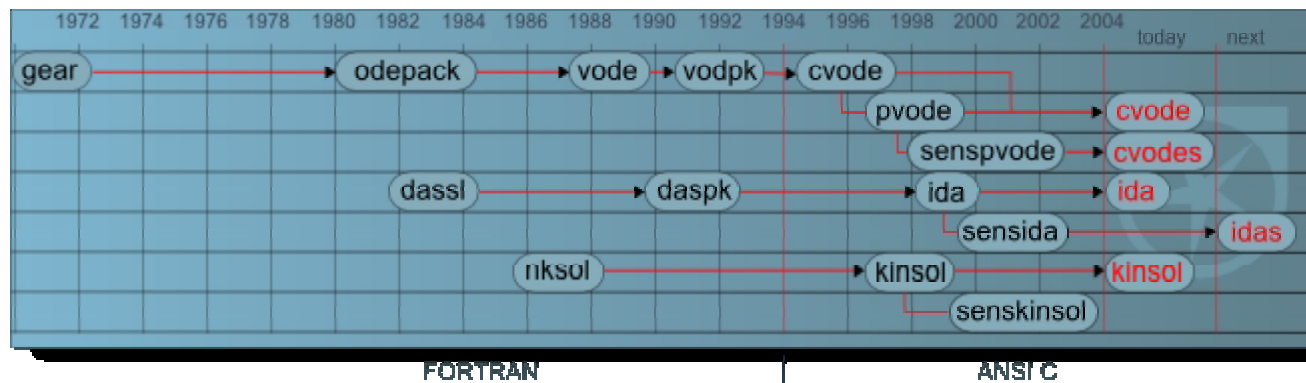 1972 1974 1976 1978 1980 1982 1984 1986 1988 1990 1992 1994 1996 1998 2000 2002 2004
today next
gear odepack vode vodpk cvode
pvode cvode
senspvode cvodes
dassl daspk ida ida
sensida idas
nksol kinsol kinsol
senskinsol
FORTRAN ANSI C